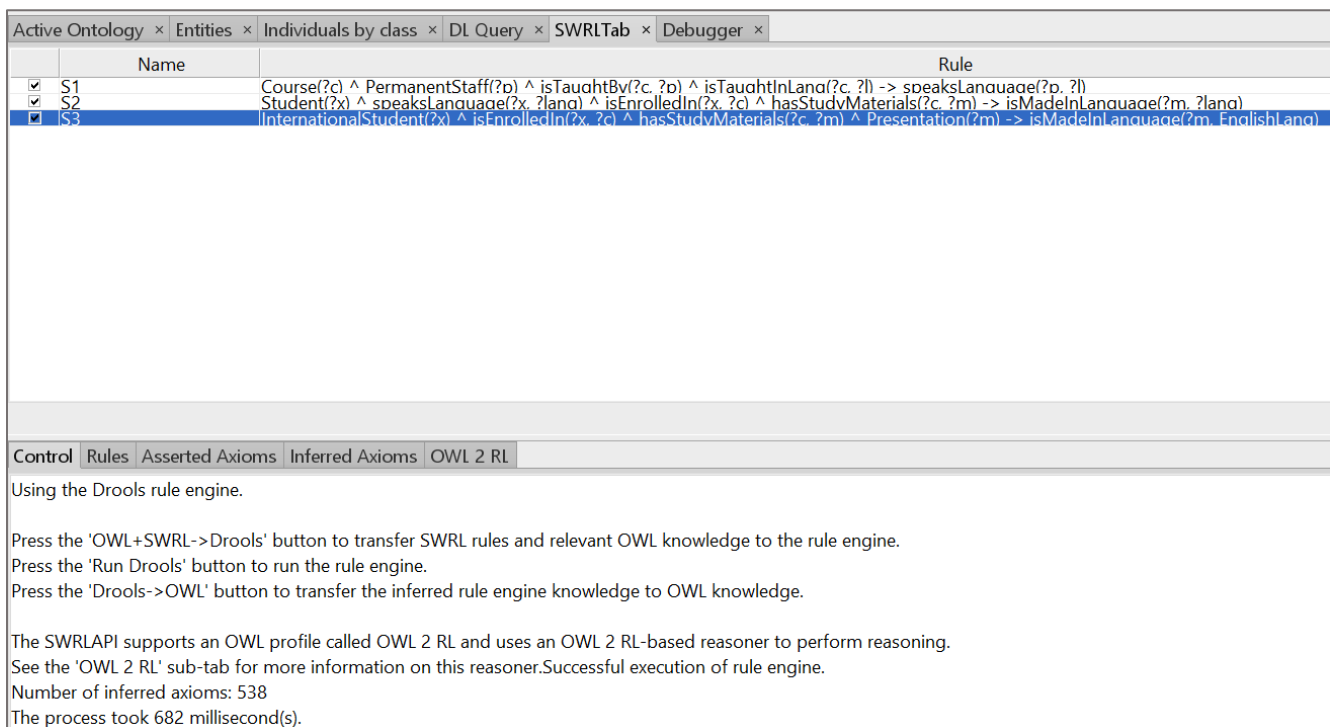 Active Ontology × Entities × Individuals by class × DL Query × SWRLTab × Debugger ×
Name Rule
S1 Course(?c) ^ PermanentStaff(?p) ^ isTaughtBy(?c, ?p) ^ isTaughtInLang(?c, ?l) -> speaksLanguage(?p, ?l)
S2 Student(?x) ^ speaksLanguage(?x, ?lang) ^ isEnrolledIn(?x, ?c) ^ hasStudyMaterials(?c, ?m) -> isMadeInLanguage(?m, ?lang)
S3 InternationalStudent(?x) ^ isEnrolledIn(?x, ?c) ^ hasStudyMaterials(?c, ?m) ^ Presentation(?m) -> isMadeInLanguage(?m, EnglishLang)
Control Rules Asserted Axioms Inferred Axioms OWL 2 RL
Using the Drools rule engine.
Press the 'OWL+SWRL->Drools' button to transfer SWRL rules and relevant OWL knowledge to the rule engine.
Press the 'Run Drools' button to run the rule engine.
Press the 'Drools->OWL' button to transfer the inferred rule engine knowledge to OWL knowledge.
The SWRLAPI supports an OWL profile called OWL 2 RL and uses an OWL 2 RL-based reasoner to perform reasoning.
See the 'OWL 2 RL' sub-tab for more information on this reasoner.Successful execution of rule engine.
Number of inferred axioms: 538
The process took 682 millisecond(s).